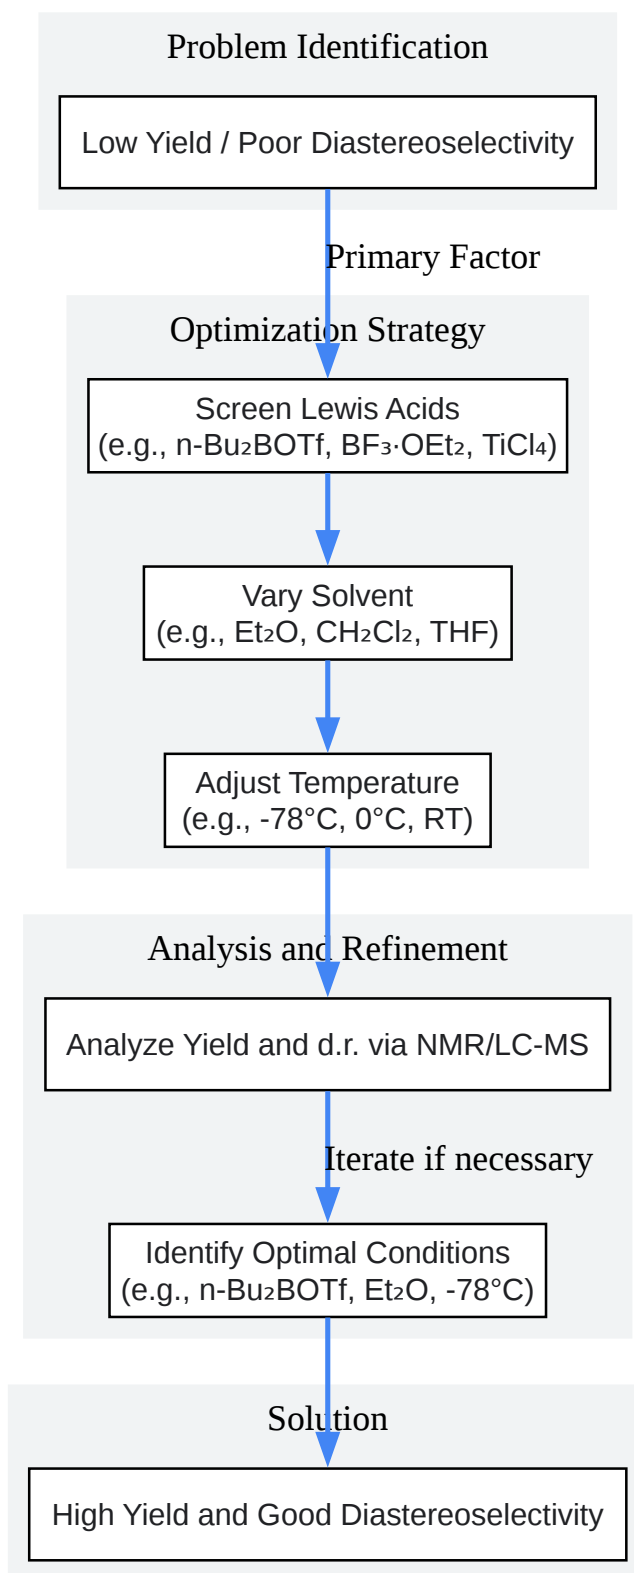 Problem Identification
Low Yield / Poor Diastereoselectivity
Primary Factor
Optimization Strategy
Screen Lewis Acids
(e.g., n-Bu₂BOTf, BF₃·OEt₂, TiCl₄)
Vary Solvent
(e.g., Et₂O, CH₂Cl₂, THF)
Adjust Temperature
(e.g., -78°C, 0°C, RT)
Analysis and Refinement
Analyze Yield and d.r. via NMR/LC-MS
Iterate if necessary
Identify Optimal Conditions
(e.g., n-Bu₂BOTf, Et₂O, -78°C)
Solution
High Yield and Good Diastereoselectivity